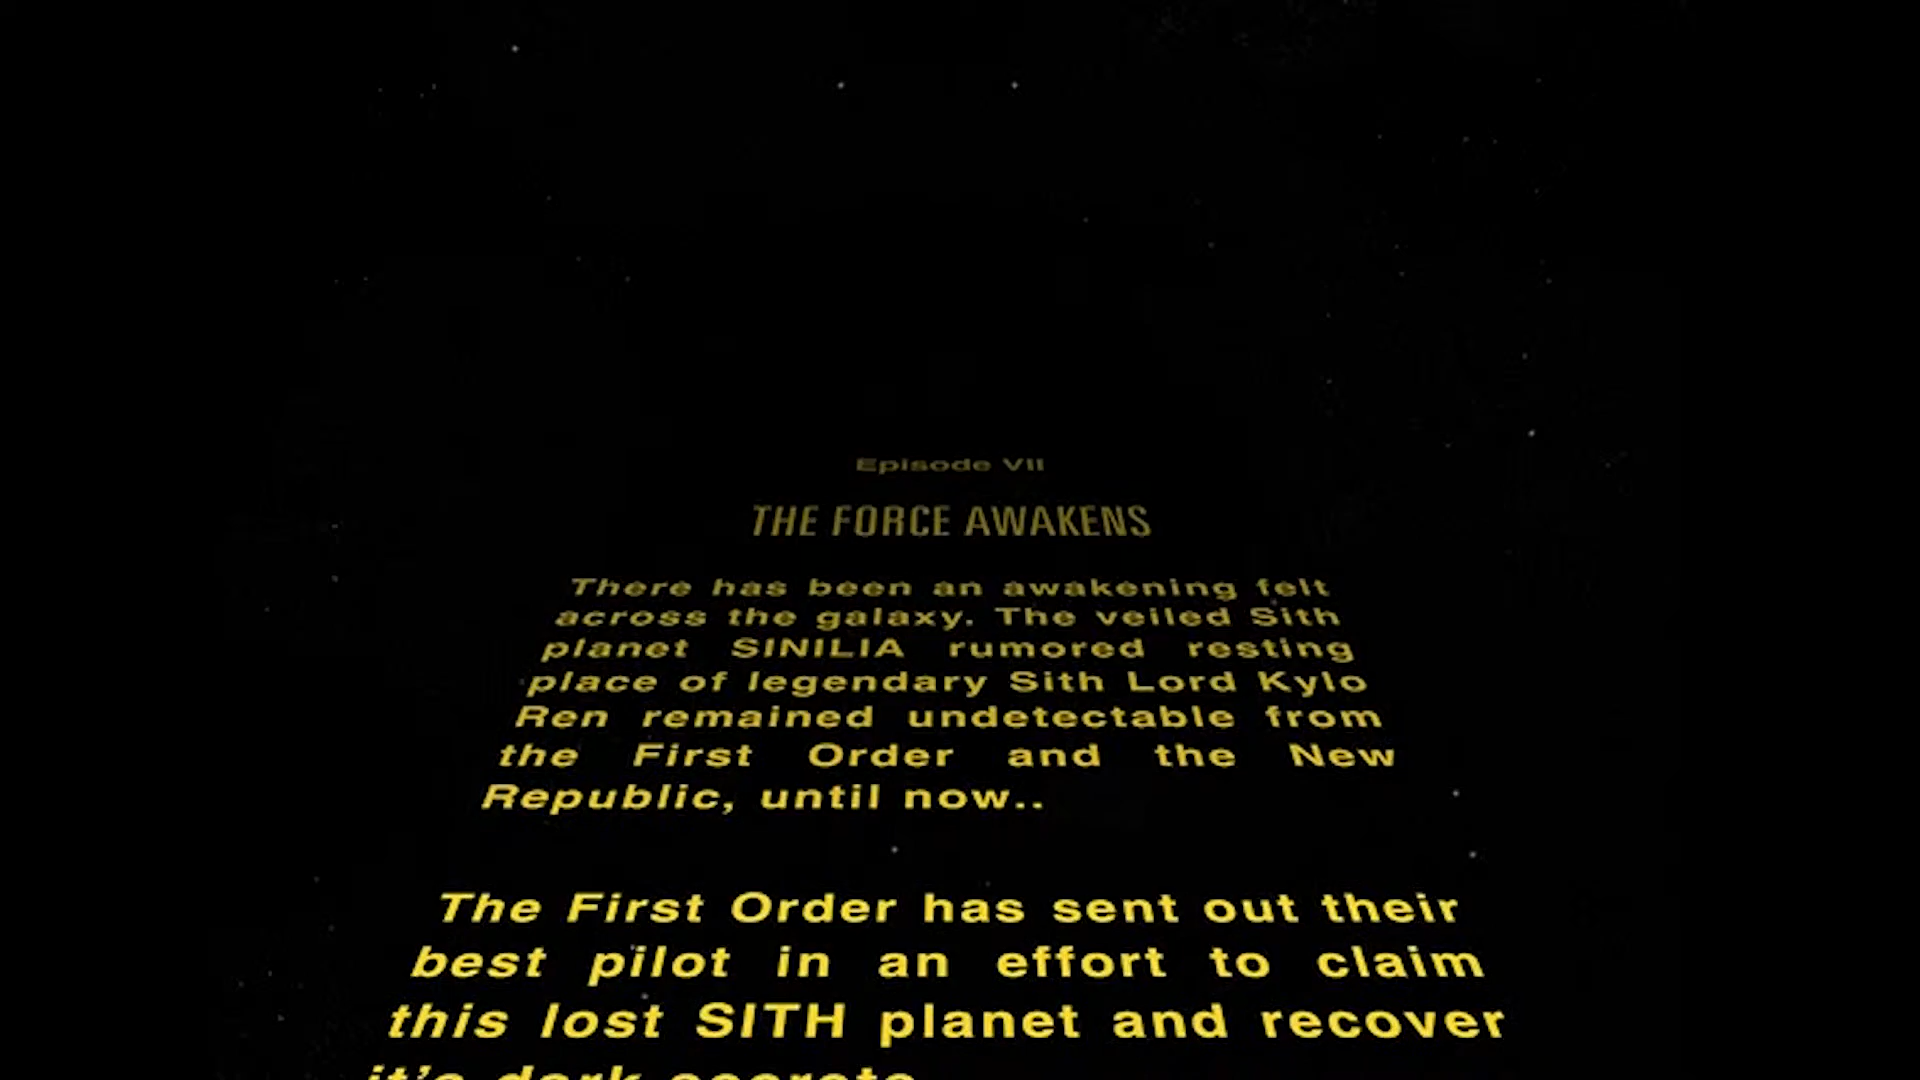 Episode VII
THE FORCE AWAKENS
There has been an awakening felt
across the galaxy. The veiled Sith
planet SINILIA rumored resting
place of legendary Sith Lord Kylo
Ren remained undetectable from
the First Order and the New
Republic, until now..
The First Order has sent out their
best pilot in an effort to claim
this lost SITH planet and recover
it's dark secrets